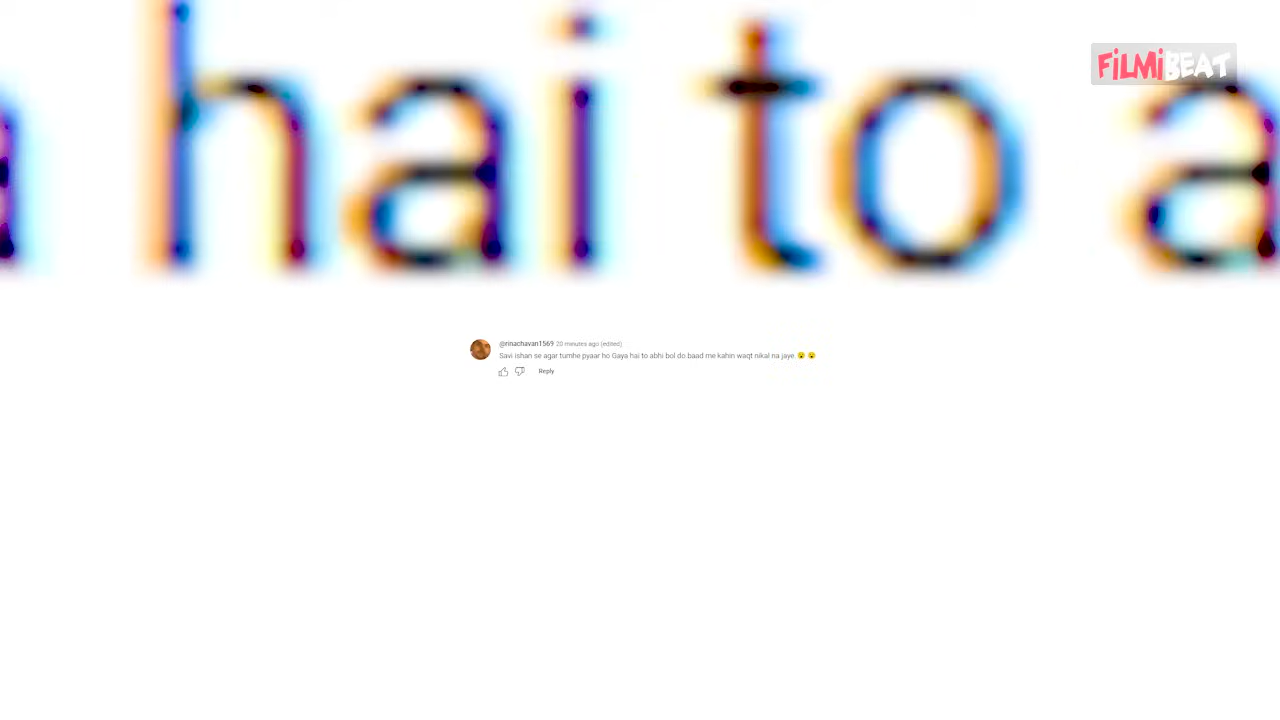 a hai to a
FiLMiBEAT
@rinachavan1569 20 minutes ago (edited)
Savi ishan se agar tumhe pyaar ho Gaya hai to abhi bol do baad me kahin waqt nikal na jaye 😮 😮
Reply